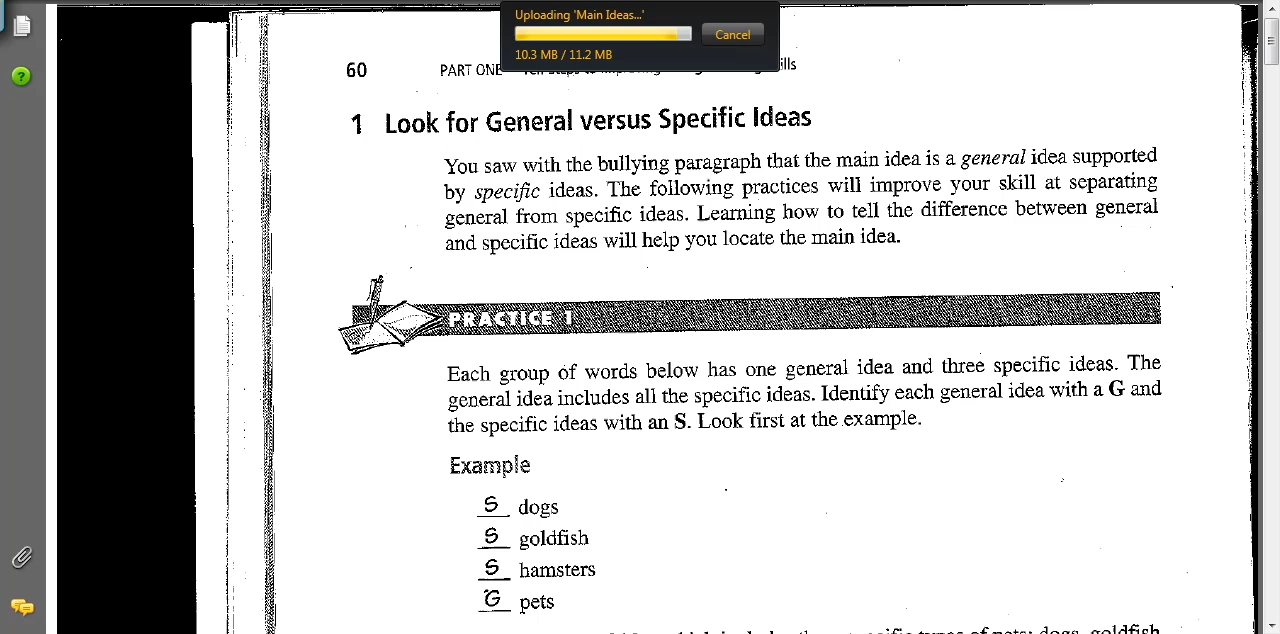 Uploading 'Main Ideas...'
Cancel
10.3 MB / 11.2 MB
60 PART ONE
1 Look for General versus Specific Ideas
You saw with the bullying paragraph that the main idea is a general idea supported
by specific ideas. The following practices will improve your skill at separating
general from specific ideas. Learning how to tell the difference between general
and specific ideas will help you locate the main idea.
PRACTICE 1
Each group of words below has one general idea and three specific ideas. The
general idea includes all the specific ideas. Identify each general idea with a G and
the specific ideas with an S. Look first at the example.
Example
S dogs
S goldfish
S hamsters
G pets